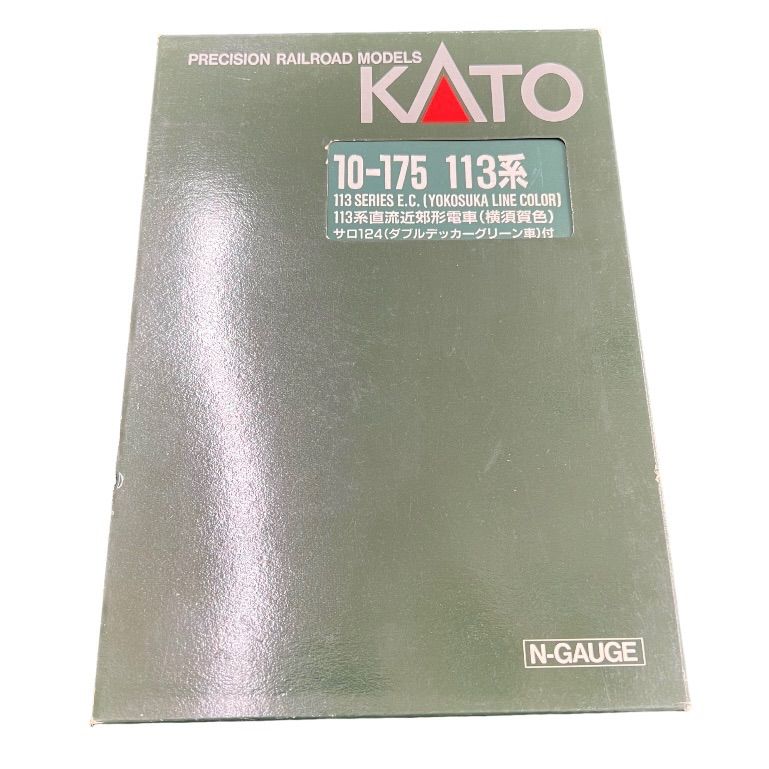 PRECISION RAILROAD MODELS
KATO
10-175 113系
113 SERIES E.C. (YOKOSUKA LINE COLOR)
113系直流近郊形電車(横須賀色)
サロ124(ダブルデッカーグリーン車)付
N-GAUGE